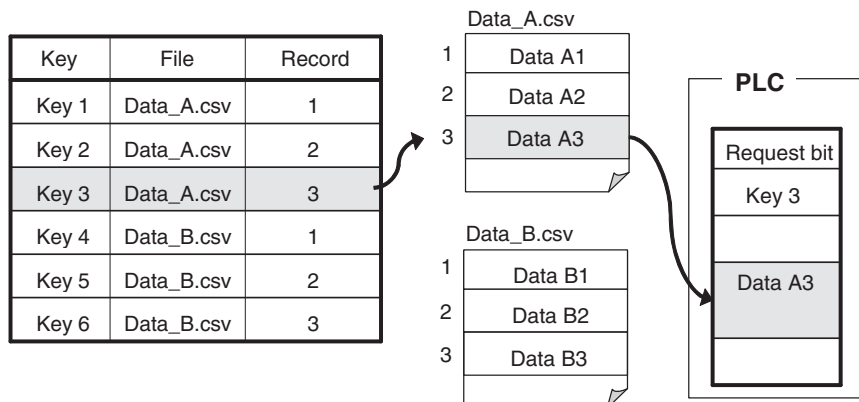 Key File Record
Key 1 Data_A.csv 1
Key 2 Data_A.csv 2
Key 3 Data_A.csv 3
Key 4 Data_B.csv 1
Key 5 Data_B.csv 2
Key 6 Data_B.csv 3
Data_A.csv
1 Data A1
2 Data A2
3 Data A3
Data_B.csv
1 Data B1
2 Data B2
3 Data B3
PLC
Request bit
Key 3
Data A3